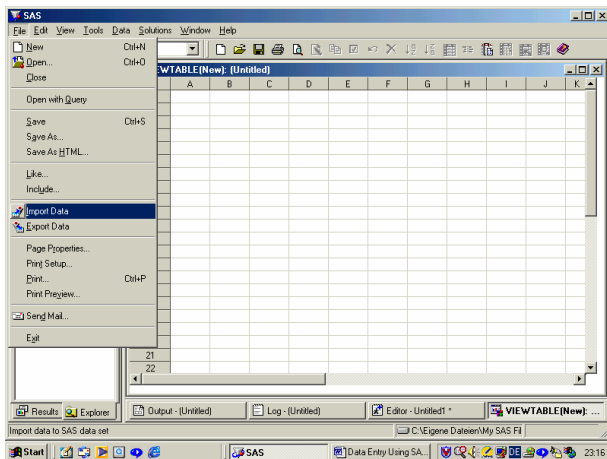 SAS
File Edit View Tools Data Solutions Window Help
New Ctrl+N
Open... Ctrl+O
Close
Open with Query
Save Ctrl+S
Save As...
Save As HTML...
Like...
Include...
Import Data
Export Data
Page Properties...
Print Setup...
Print... Ctrl+P
Print Preview...
Send Mail...
Exit
EWTABLE(New): (Untitled)
A B C D E F G H I J K
21
22
Results Explorer
Output - (Untitled) Log - (Untitled) Editor - Untitled1 * VIEWTABLE(New): ...
Import data to SAS data set C:\Eigene Dateien\My SAS Fil
Start SAS Data Entry Using SA... DE 23:16